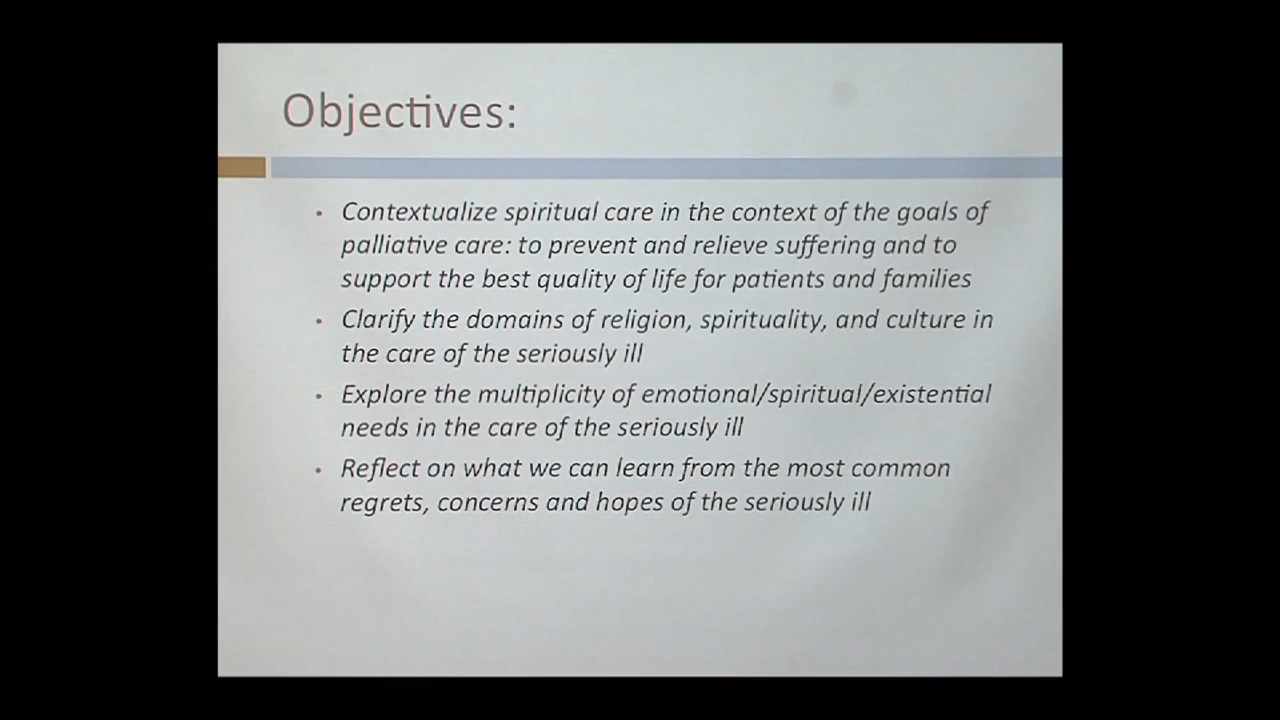 Objectives:
• Contextualize spiritual care in the context of the goals of
palliative care: to prevent and relieve suffering and to
support the best quality of life for patients and families
• Clarify the domains of religion, spirituality, and culture in
the care of the seriously ill
• Explore the multiplicity of emotional/spiritual/existential
needs in the care of the seriously ill
• Reflect on what we can learn from the most common
regrets, concerns and hopes of the seriously ill